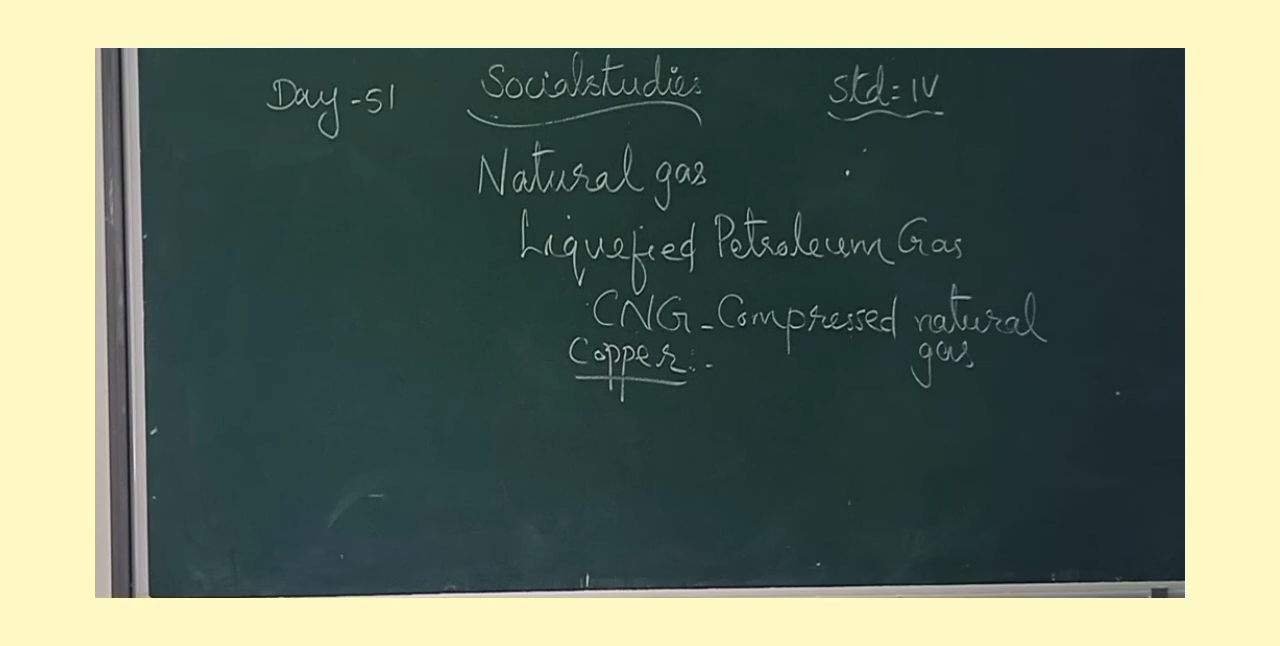 Day-51 Socialstudies Std=IV
Natural gas
Liquefied Petroleum Gas
CNG-Compressed natural
gas
Copper:-